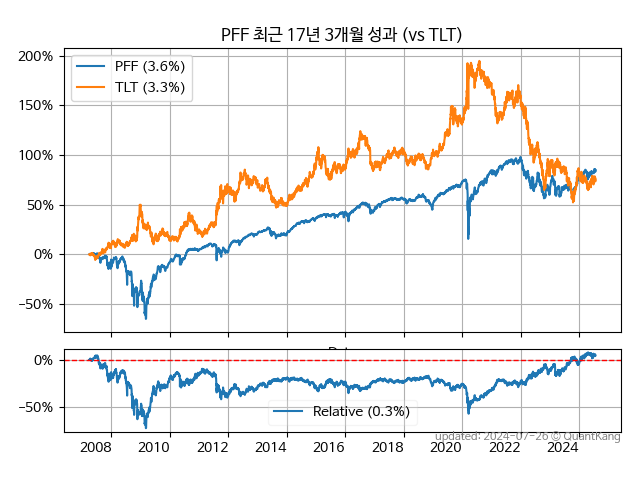 PFF 최근 17년 3개월 성과 (vs TLT)
200%
150%
100%
50%
0%
−50%
PFF (3.6%)
TLT (3.3%)
0%
−50%
Relative (0.3%)
2008 2010 2012 2014 2016 2018 2020 2022 2024
updated: 2024-07-26 © QuantKang